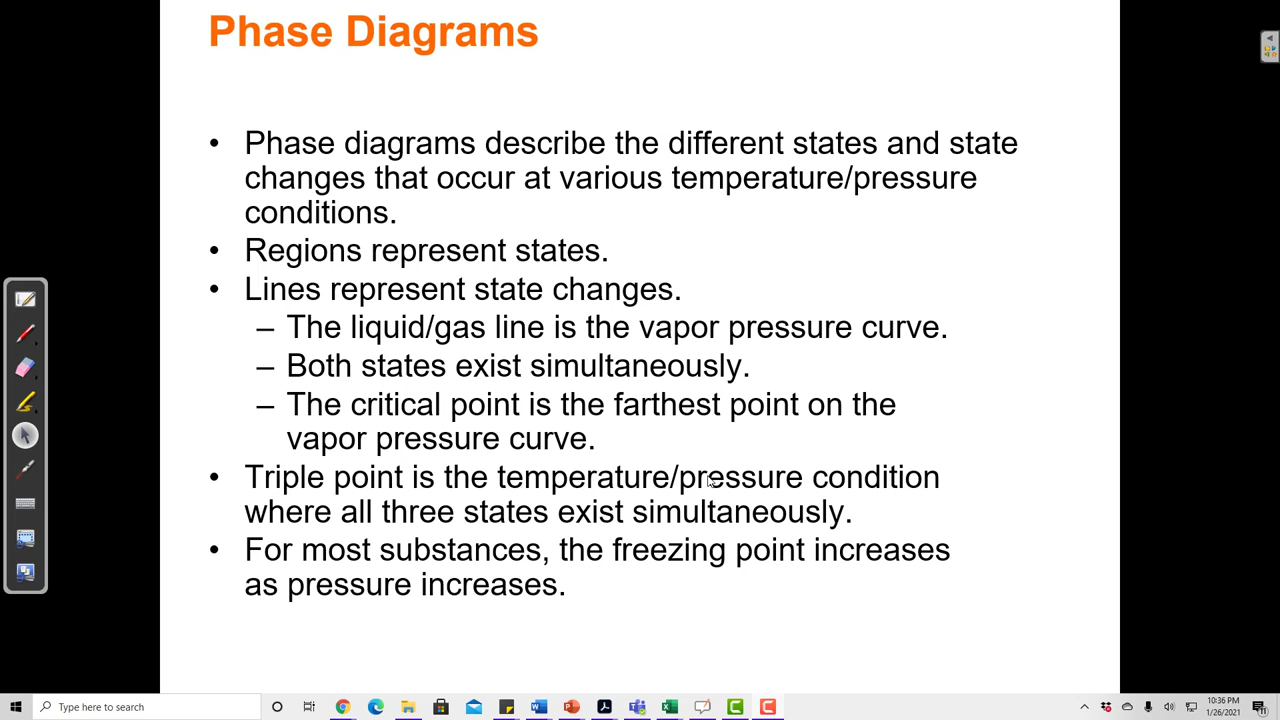 Phase Diagrams
• Phase diagrams describe the different states and state
changes that occur at various temperature/pressure
conditions.
• Regions represent states.
• Lines represent state changes.
– The liquid/gas line is the vapor pressure curve.
– Both states exist simultaneously.
– The critical point is the farthest point on the
vapor pressure curve.
• Triple point is the temperature/pressure condition
where all three states exist simultaneously.
• For most substances, the freezing point increases
as pressure increases.
Type here to search
10:36 PM
1/26/2021